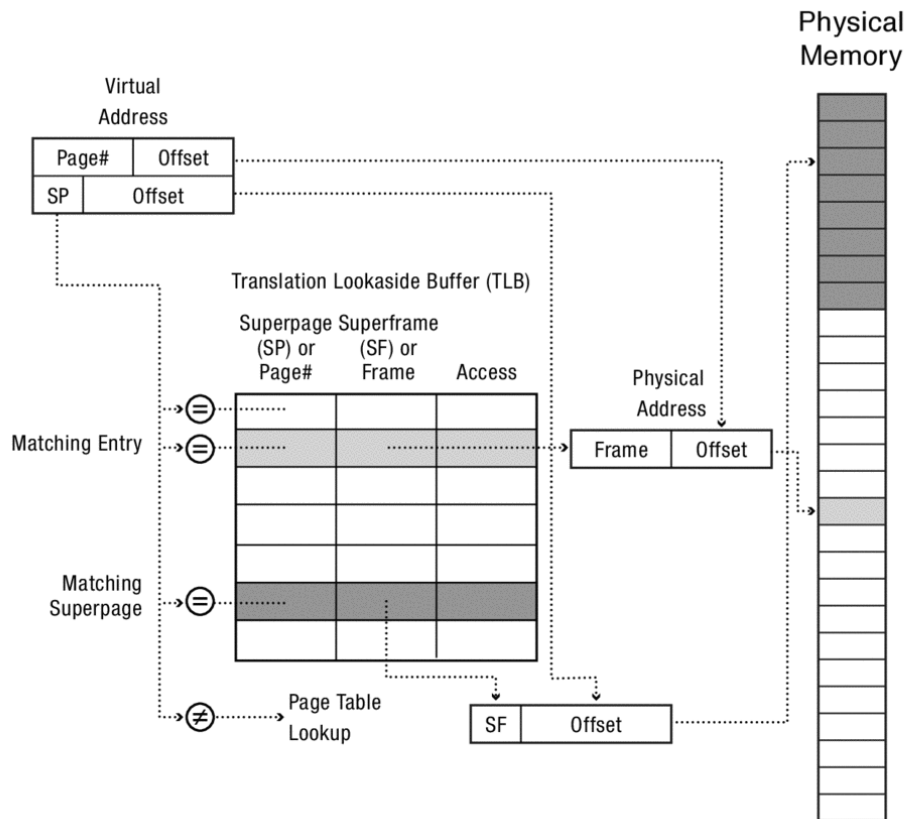 Physical
Memory
Virtual
Address
Page# Offset
SP Offset
Translation Lookaside Buffer (TLB)
Superpage Superframe
(SP) or (SF) or
Page# Frame Access
Physical
Address
=
Matching Entry = Frame Offset
Matching
Superpage =
Page Table
Lookup
≠
SF Offset